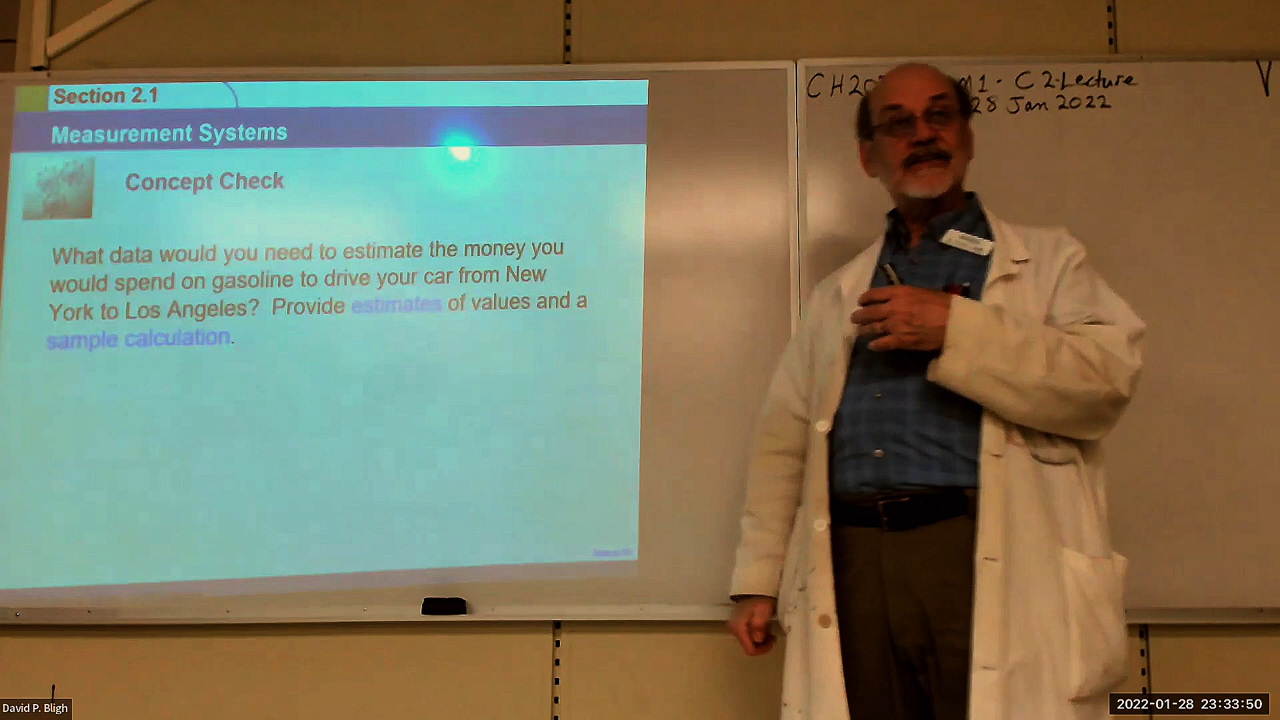 Section 2.1
Measurement Systems
Concept Check
What data would you need to estimate the money you
would spend on gasoline to drive your car from New
York to Los Angeles? Provide estimates of values and a
sample calculation.
C2-Lecture
28 Jan 2022
David P. Bligh
2022-01-28 23:33:50